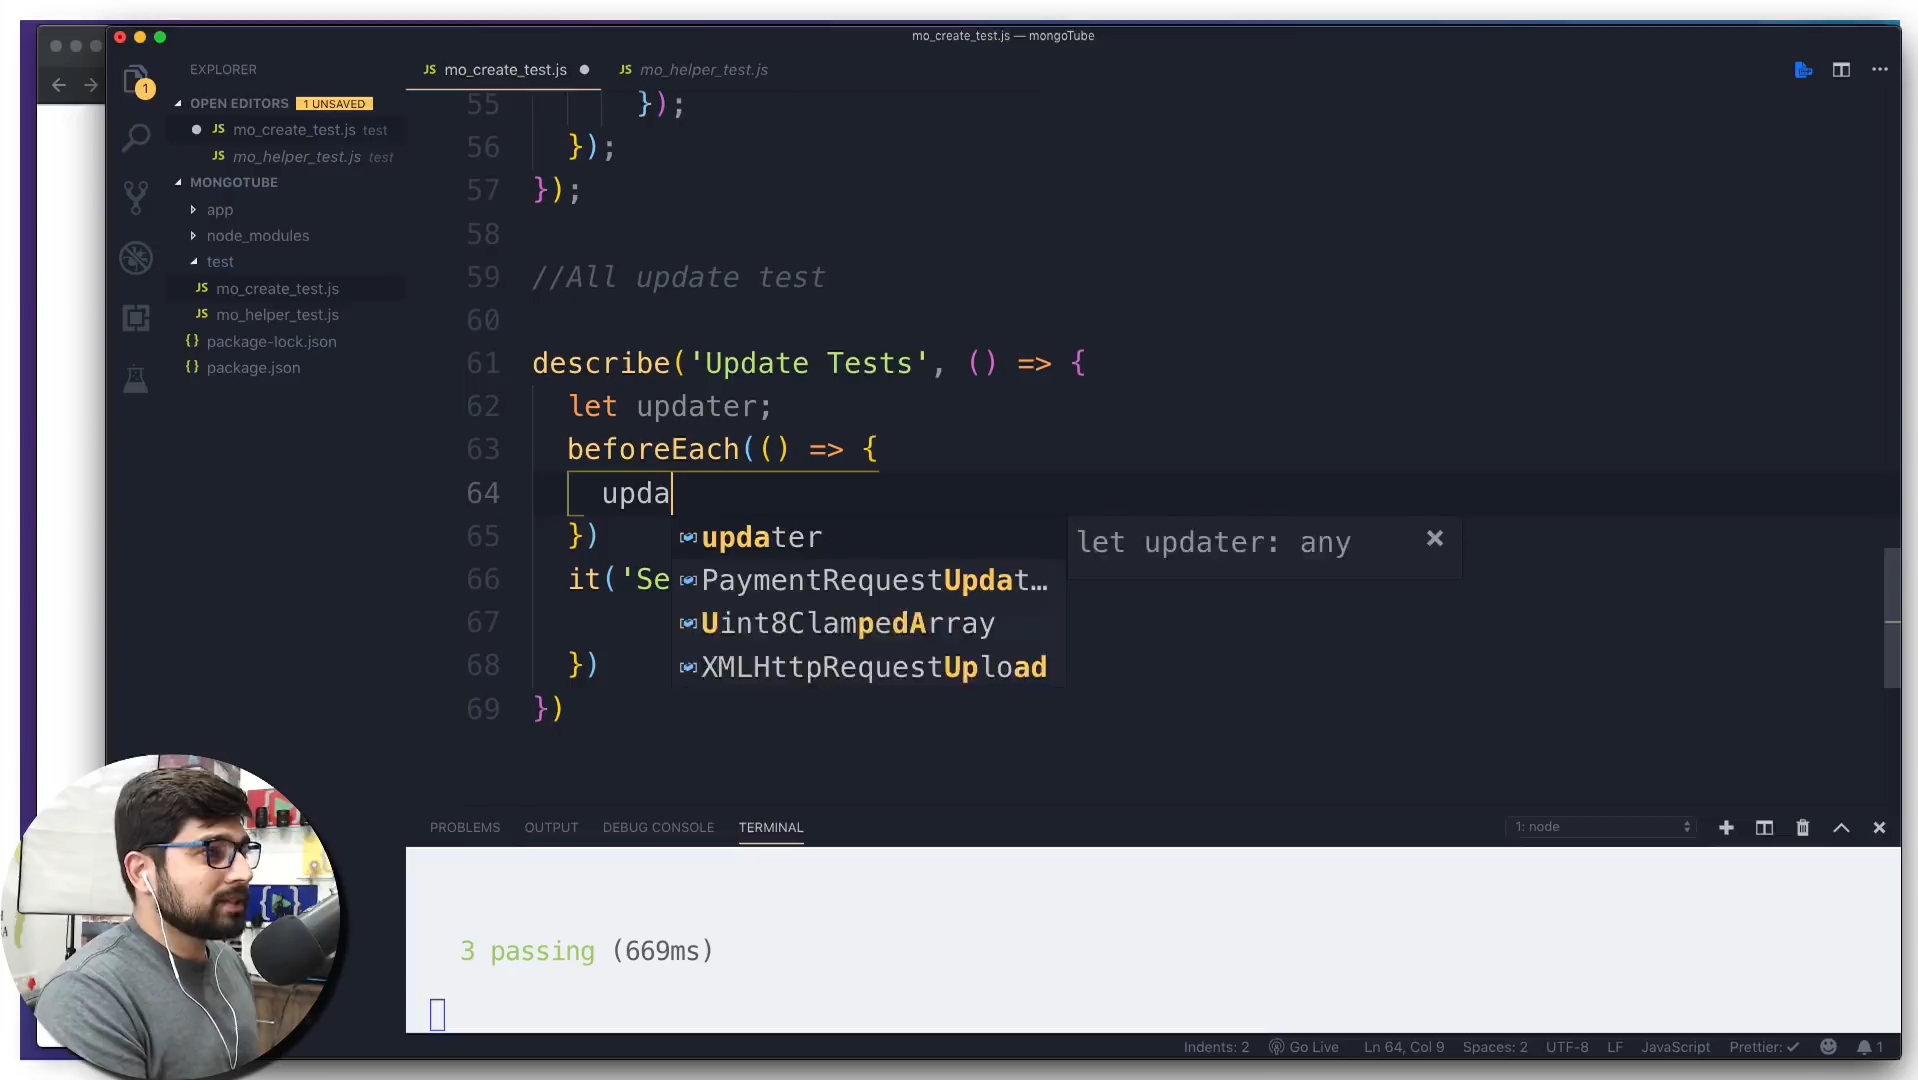 mo_create_test.js — mongoTube
EXPLORER
OPEN EDITORS 1 UNSAVED
JS mo_create_test.js test
JS mo_helper_test.js test
MONGOTUBE
app
node_modules
test
JS mo_create_test.js
JS mo_helper_test.js
{} package-lock.json
{} package.json
1
JS mo_create_test.js
JS mo_helper_test.js
55 });
56 });
57 });
58
59 //All update test
60
61 describe('Update Tests', () => {
62 let updater;
63 beforeEach(() => {
64 upda
65 })
66 it('Se
67
68 })
69 })
updater
PaymentRequestUpdat…
Uint8ClampedArray
XMLHttpRequestUpload
let updater: any
PROBLEMS OUTPUT DEBUG CONSOLE TERMINAL 1: node
3 passing (669ms)
Indents: 2 Go Live Ln 64, Col 9 Spaces: 2 UTF-8 LF JavaScript Prettier: ✓ 1